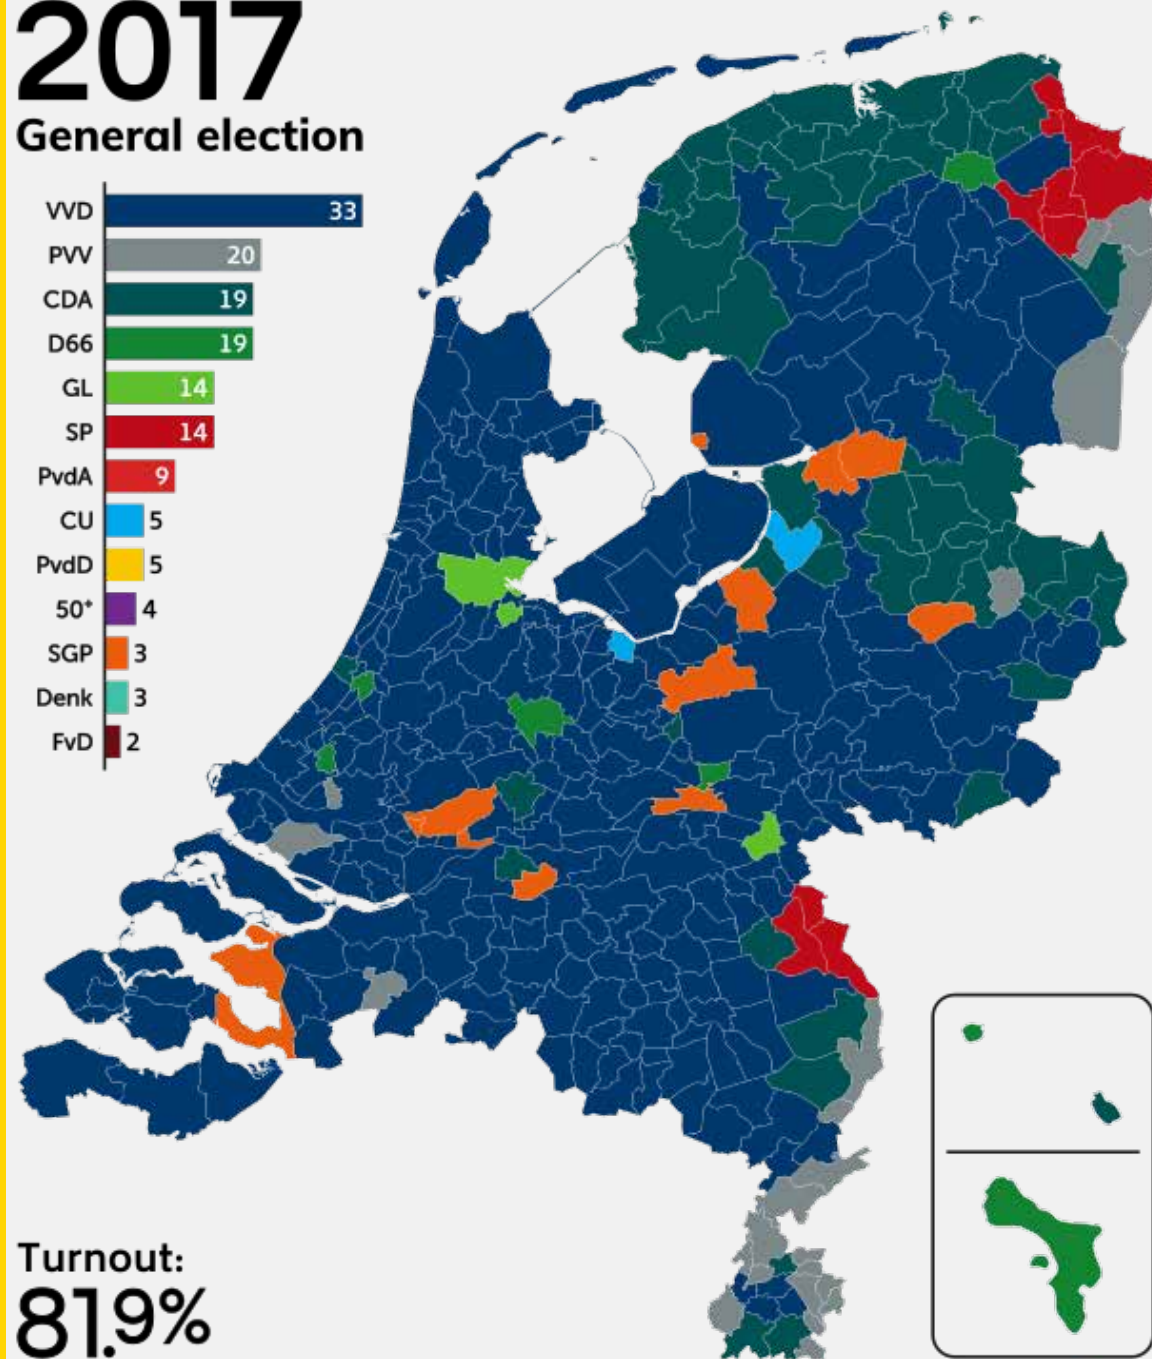 2017
General election
VVD 33
PVV 20
CDA 19
D66 19
GL 14
SP 14
PvdA 9
CU 5
PvdD 5
50+ 4
SGP 3
Denk 3
FvD 2
Turnout:
81.9%